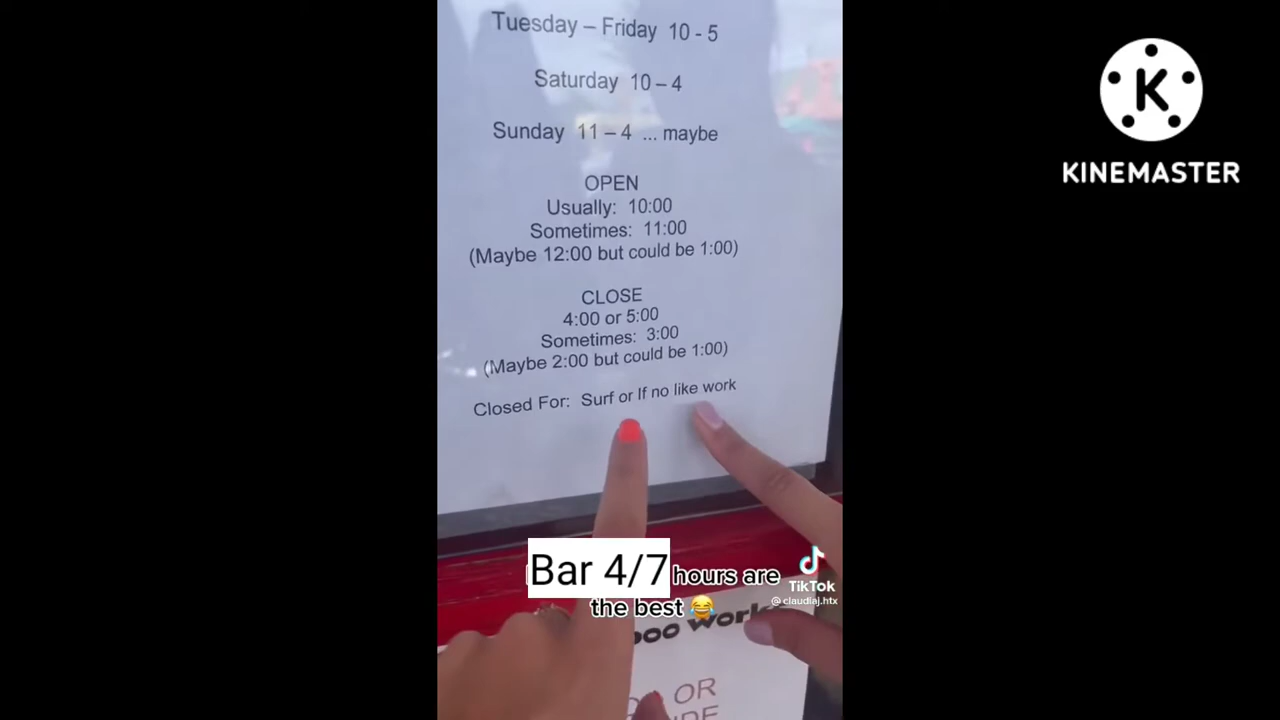 Tuesday – Friday 10 - 5
Saturday 10 – 4
Sunday 11 – 4 ... maybe
OPEN
Usually: 10:00
Sometimes: 11:00
(Maybe 12:00 but could be 1:00)
CLOSE
4:00 or 5:00
Sometimes: 3:00
(Maybe 2:00 but could be 1:00)
Closed For: Surf or If no like work
Bar 4/7 hours are
the best 😂
TikTok
@claudiaj.htx
OR
K
KINEMASTER